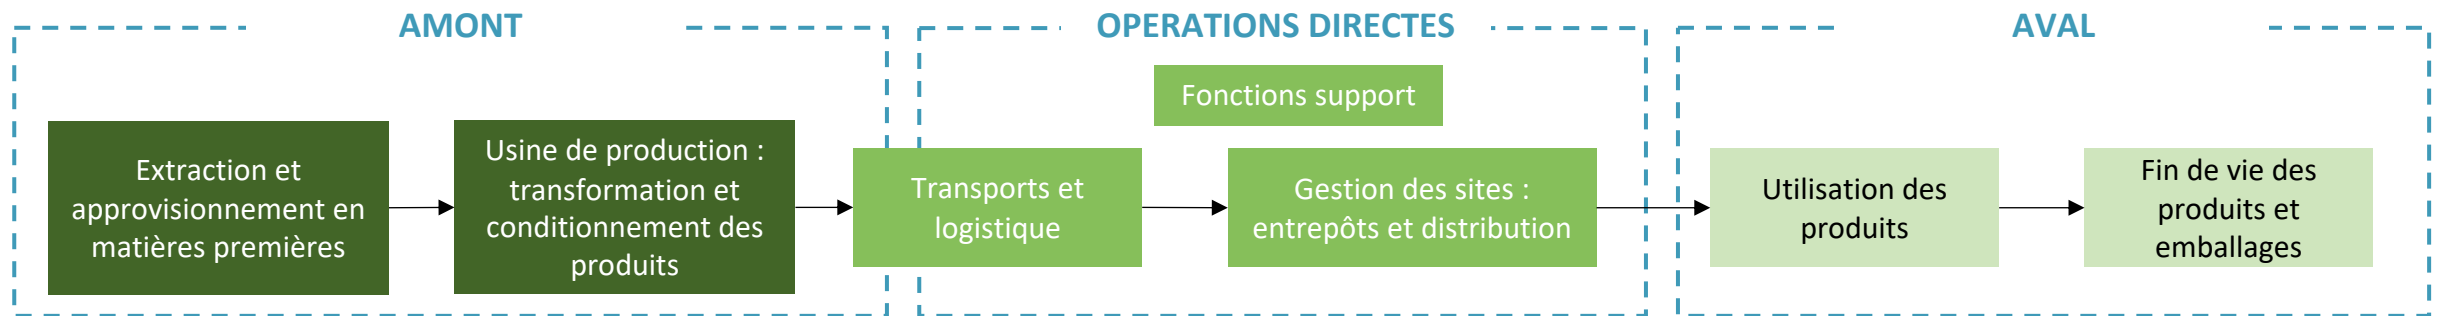 AMONT
OPERATIONS DIRECTES
AVAL
Fonctions support
Extraction et
approvisionnement en
matières premières
Usine de production :
transformation et
conditionnement des
produits
Transports et
logistique
Gestion des sites :
entrepôts et distribution
Utilisation des
produits
Fin de vie des
produits et
emballages